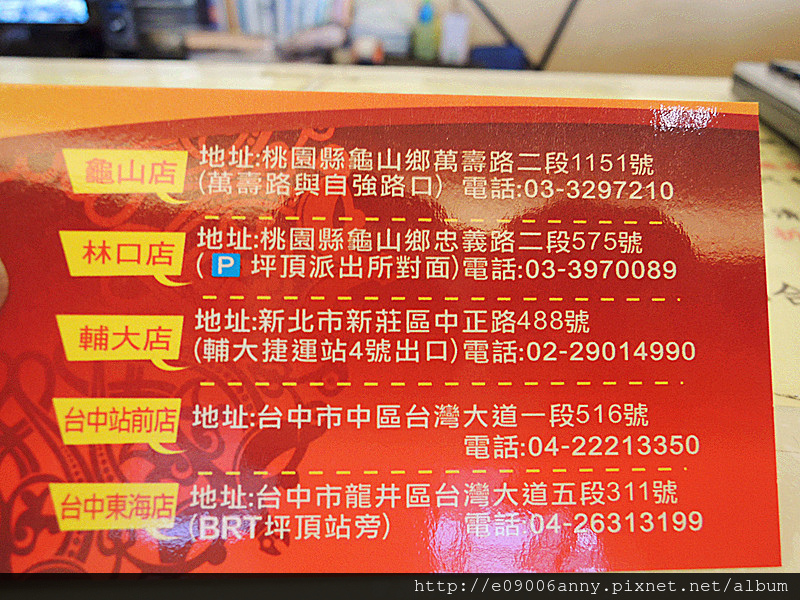 龜山店
地址:桃園縣龜山鄉萬壽路二段1151號
(萬壽路與自強路口) 電話:03-3297210
林口店
地址:桃園縣龜山鄉忠義路二段575號
(P 坪頂派出所對面)電話:03-3970089
輔大店
地址:新北市新莊區中正路488號
(輔大捷運站4號出口)電話:02-29014990
台中站前店
地址:台中市中區台灣大道一段516號
電話:04-22213350
台中東海店
地址:台中市龍井區台灣大道五段311號
(BRT坪頂站旁) 電話:04-26313199
http://e09006anny.pixnet.net/album